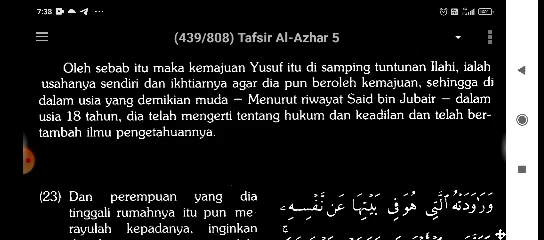 7:38
(439/808) Tafsir Al-Azhar 5
Oleh sebab itu maka kemajuan Yusuf itu di samping tuntunan Ilahi, ialah
usahanya sendiri dan ikhtiarnya agar dia pun beroleh kemajuan, sehingga di
dalam usia yang demikian muda — Menurut riwayat Said bin Jubair — dalam
usia 18 tahun, dia telah mengerti tentang hukum dan keadilan dan telah ber-
tambah ilmu pengetahuannya.
(23) Dan perempuan yang dia
tinggali rumahnya itu pun me-
rayulah kepadanya, inginkan
وَرَٰوَدَتْهُ ٱلَّتِي هُوَ فِي بَيْتِهَا عَن نَّفْسِهِۦ